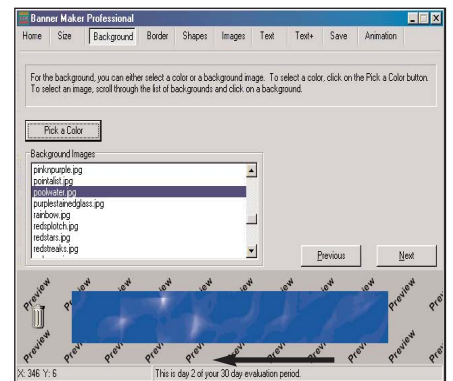 Banner Maker Professional
Home Size Background Border Shapes Images Text Text+ Save Animation
For the background, you can either select a color or a background image. To select a color, click on the Pick a Color button.
To select an image, scroll through the list of backgrounds and click on a background.
Pick a Color
Background Images
pinknpurple.jpg
pointalist.jpg
poolwater.jpg
purplestainedglass.jpg
rainbow.jpg
redsplotch.jpg
redstars.jpg
redstreaks.jpg
Previous Next
Preview
Preview
X: 346 Y: 6 This is day 2 of your 30 day evaluation period.